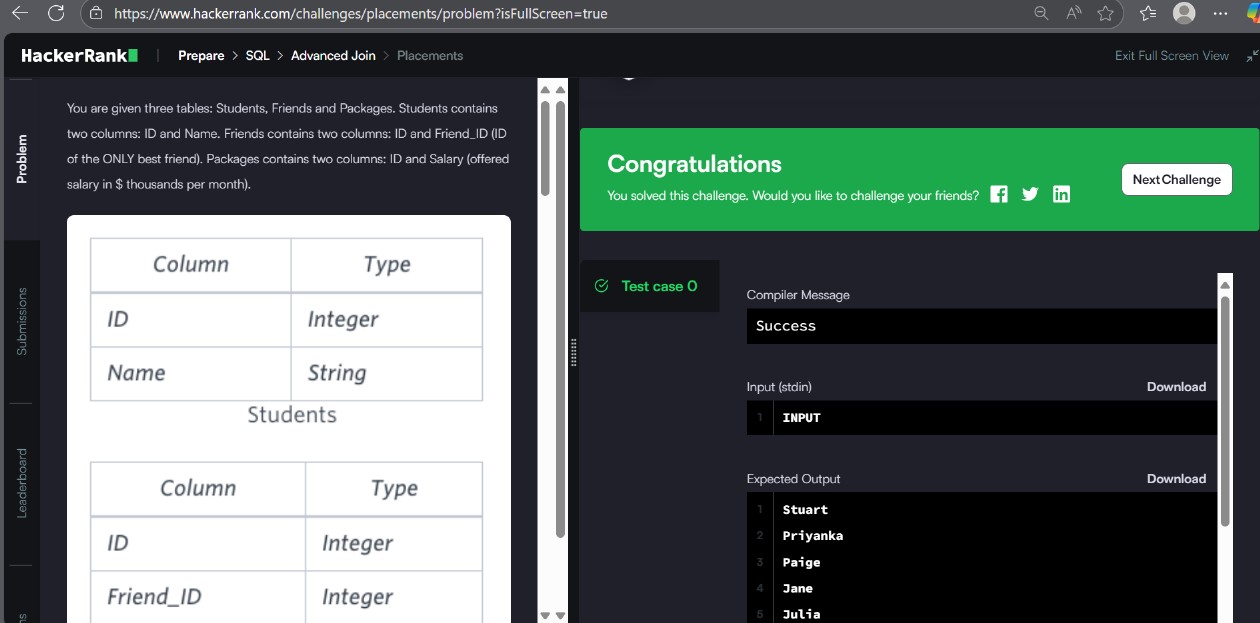 https://www.hackerrank.com/challenges/placements/problem?isFullScreen=true
HackerRank
Prepare > SQL > Advanced Join > Placements
Exit Full Screen View
Problem
Submissions
Leaderboard
You are given three tables: Students, Friends and Packages. Students contains
two columns: ID and Name. Friends contains two columns: ID and Friend_ID (ID
of the ONLY best friend). Packages contains two columns: ID and Salary (offered
salary in $ thousands per month).
Column Type
ID Integer
Name String
Students
Column Type
ID Integer
Friend_ID Integer
Congratulations
You solved this challenge. Would you like to challenge your friends?
Next Challenge
Test case 0
Compiler Message
Success
Input (stdin)
Download
1 INPUT
Expected Output
Download
1 Stuart
2 Priyanka
3 Paige
4 Jane
5 Julia